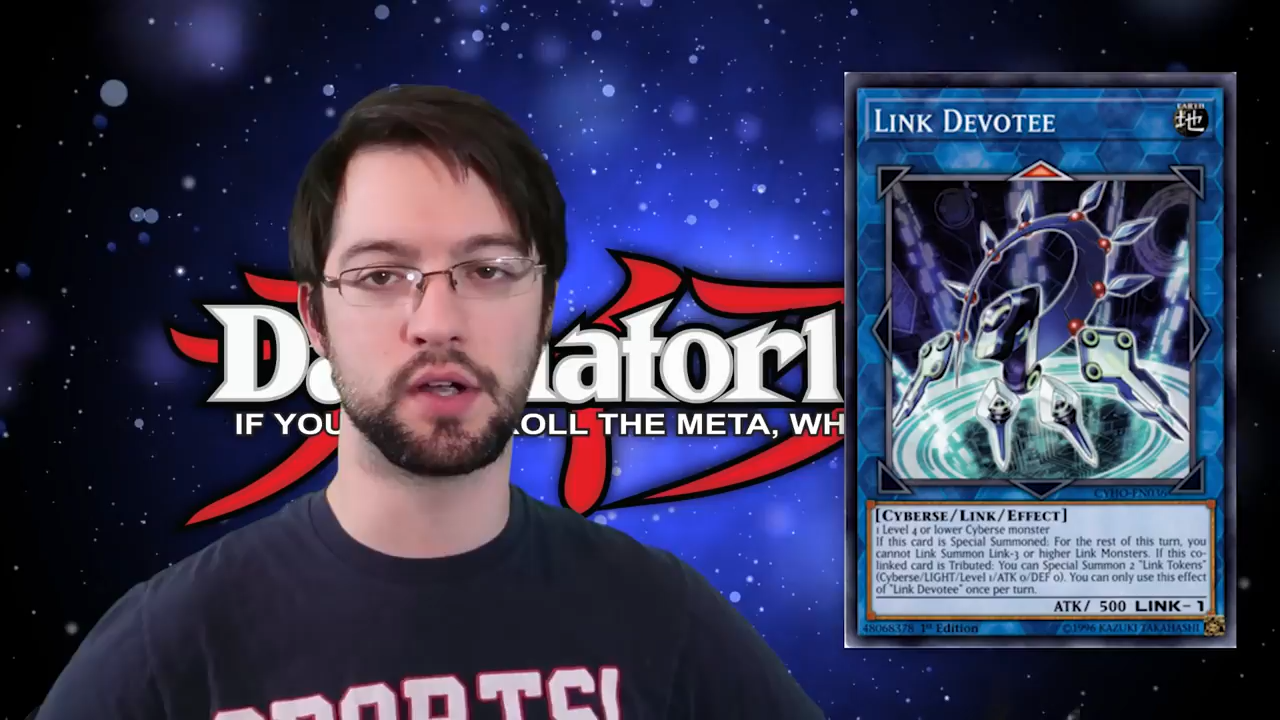 LINK DEVOTEE
EARTH
地
IF YOU
ROLL THE META, WH
CYHO-EN036
[CYBERSE/LINK/EFFECT]
1 Level 4 or lower Cyberse monster
If this card is Special Summoned: For the rest of this turn, you
cannot Link Summon Link-3 or higher Link Monsters. If this co-
linked card is Tributed: You can Special Summon 2 "Link Tokens"
(Cyberse/LIGHT/Level 1/ATK 0/DEF 0). You can only use this effect
of "Link Devotee" once per turn.
ATK/ 500 LINK-1
48068378 1st Edition
©1996 KAZUKI TAKAHASHI
SPORTS!